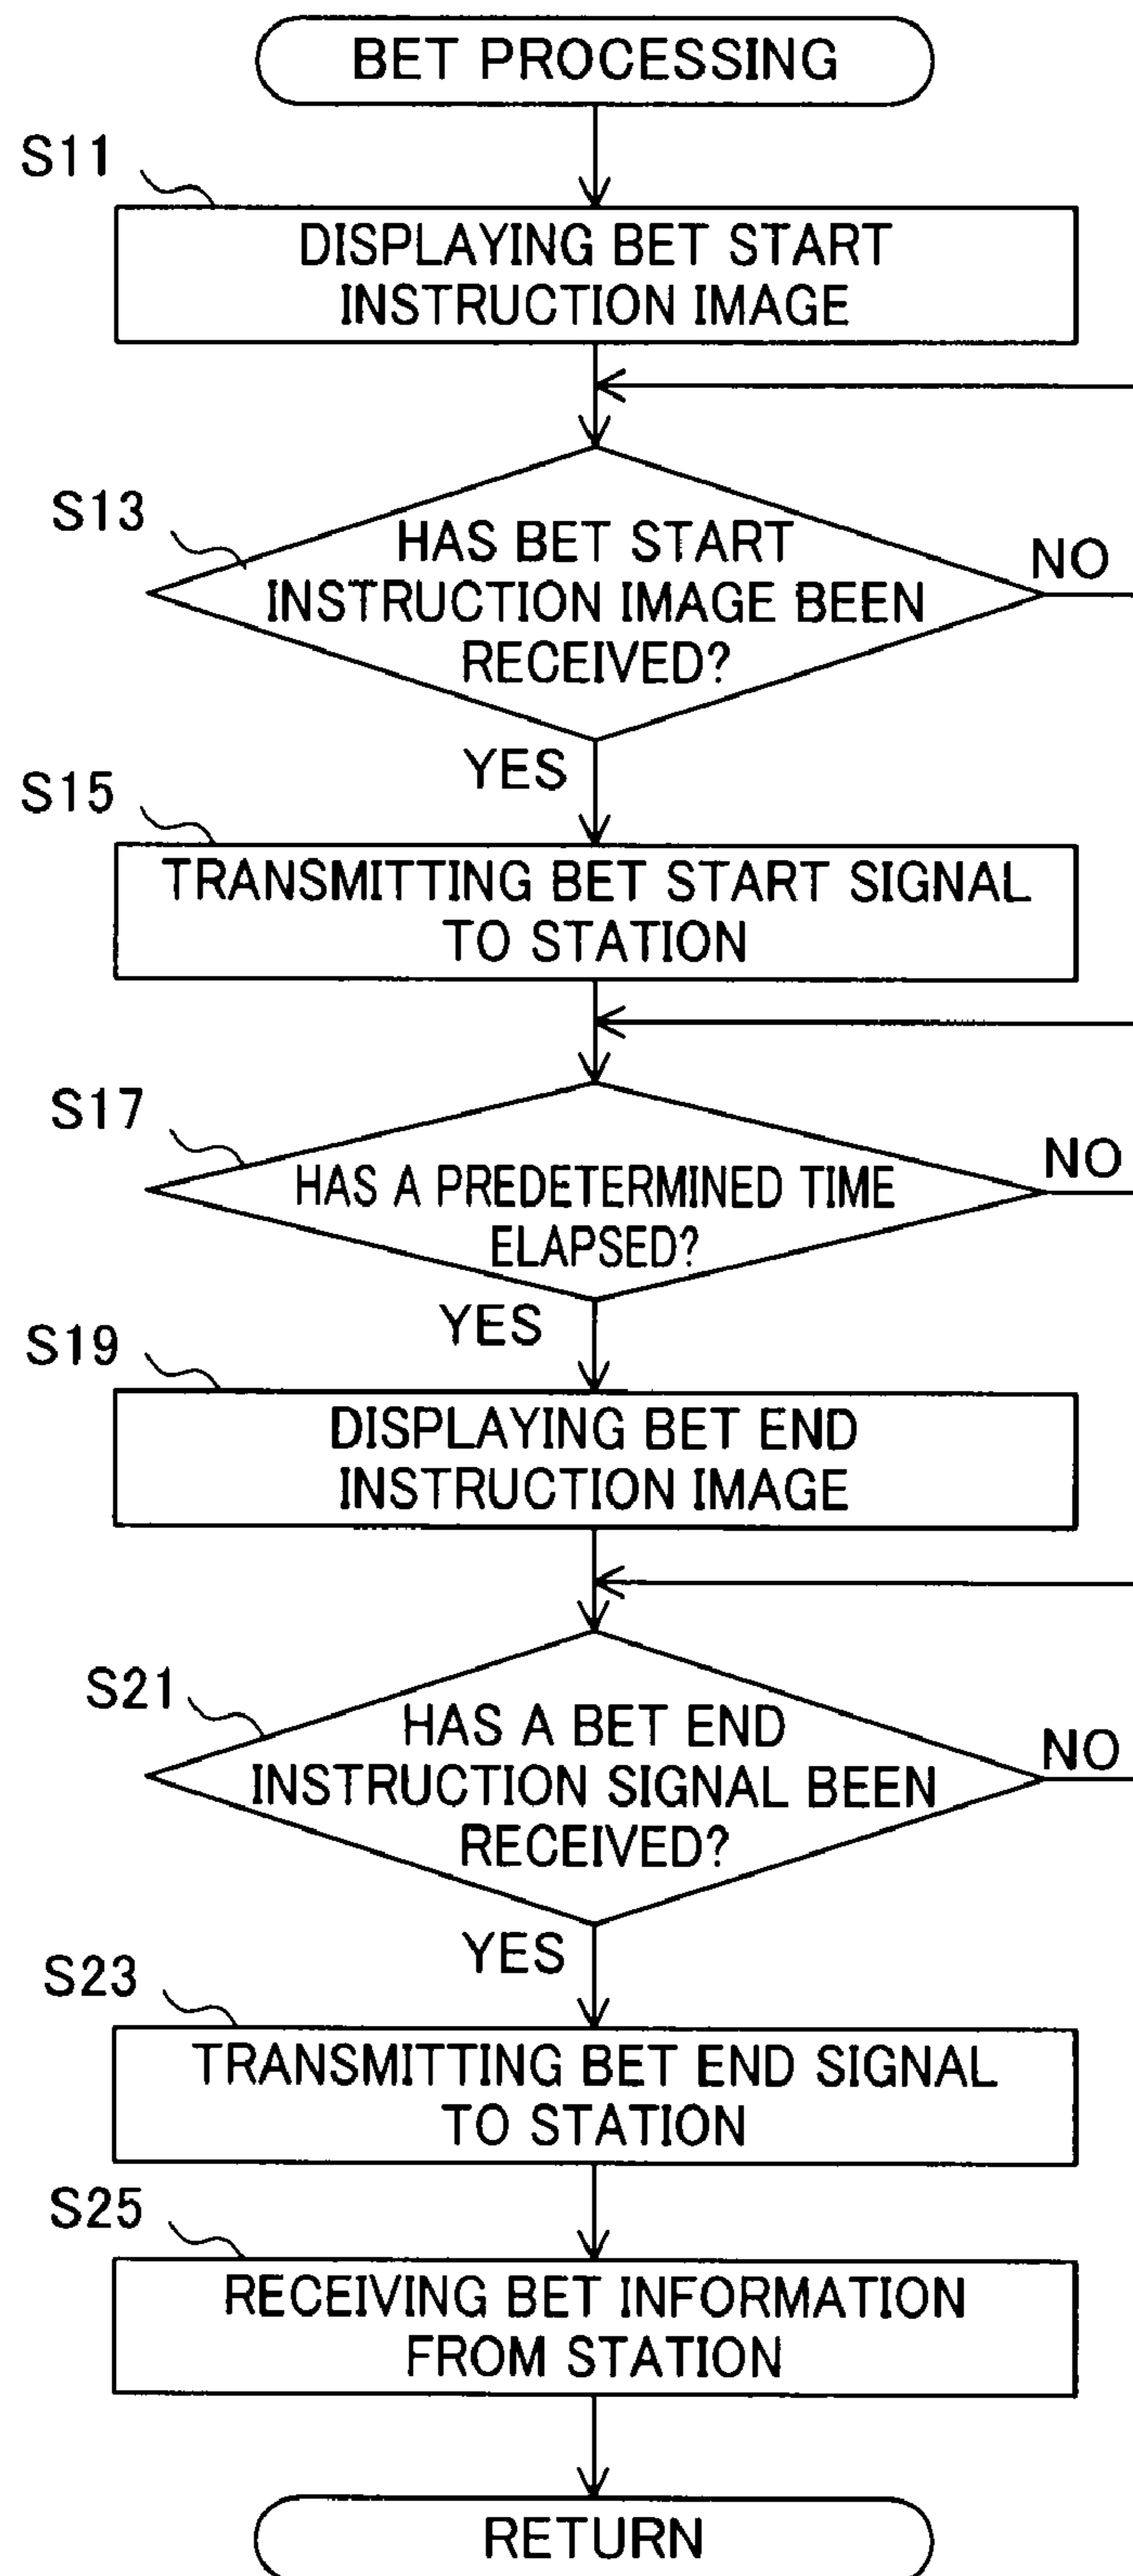 BET PROCESSING
S11
DISPLAYING BET START
INSTRUCTION IMAGE
S13
HAS BET START
INSTRUCTION IMAGE BEEN
RECEIVED?
NO
YES
S15
TRANSMITTING BET START SIGNAL
TO STATION
S17
HAS A PREDETERMINED TIME
ELAPSED?
NO
YES
S19
DISPLAYING BET END
INSTRUCTION IMAGE
S21
HAS A BET END
INSTRUCTION SIGNAL BEEN
RECEIVED?
NO
YES
S23
TRANSMITTING BET END SIGNAL
TO STATION
S25
RECEIVING BET INFORMATION
FROM STATION
RETURN